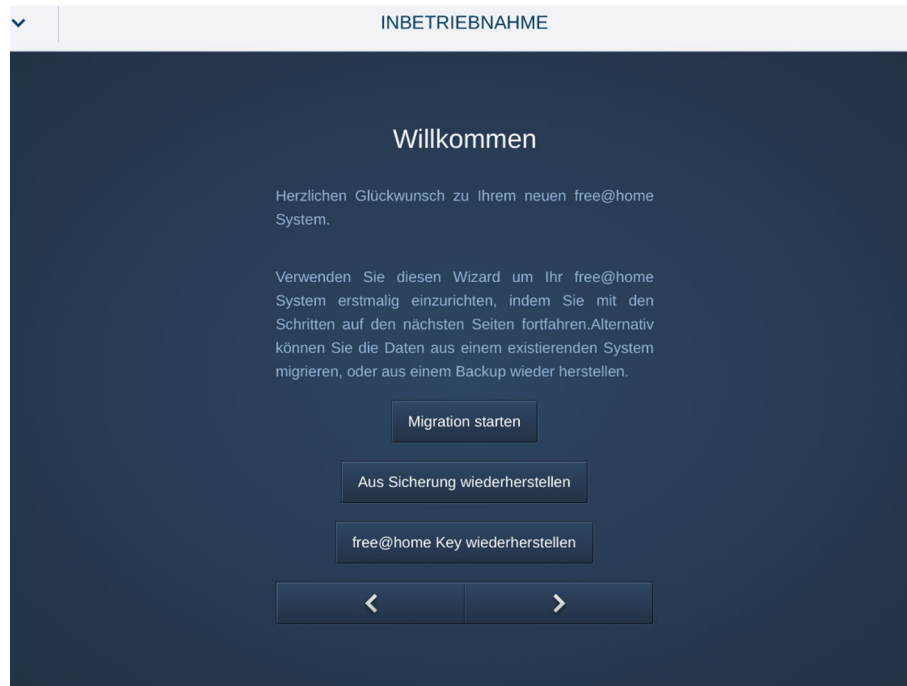 INBETRIEBNAHME
Willkommen
Herzlichen Glückwunsch zu Ihrem neuen free@home
System.
Verwenden Sie diesen Wizard um Ihr free@home
System erstmalig einzurichten, indem Sie mit den
Schritten auf den nächsten Seiten fortfahren.Alternativ
können Sie die Daten aus einem existierenden System
migrieren, oder aus einem Backup wieder herstellen.
Migration starten
Aus Sicherung wiederherstellen
free@home Key wiederherstellen